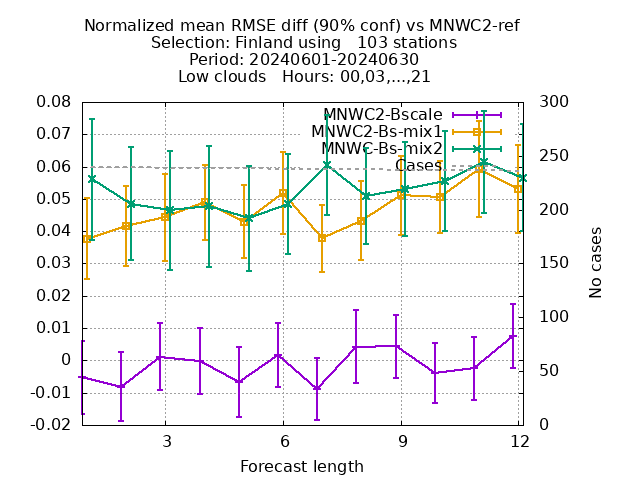 Normalized mean RMSE diff (90% conf) vs MNWC2-ref
Selection: Finland using   103 stations
Period: 20240601-20240630
Low clouds   Hours: 00,03,...,21
MNWC2-Bscale
MNWC-Bs-mix1
MNWC-Bs-mix2
Cases
0.08
0.07
0.06
0.05
0.04
0.03
0.02
0.01
0
-0.01
-0.02
300
250
200
150
100
50
0
No cases
3
6
9
12
Forecast length